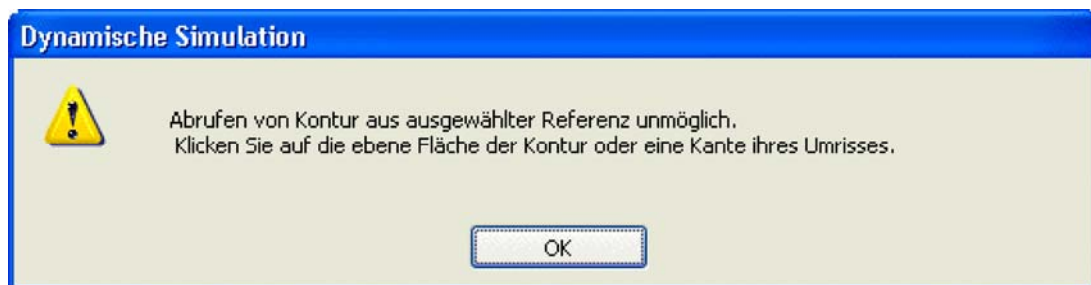 Dynamische Simulation
Abrufen von Kontur aus ausgewählter Referenz unmöglich.
Klicken Sie auf die ebene Fläche der Kontur oder eine Kante ihres Umrisses.
OK